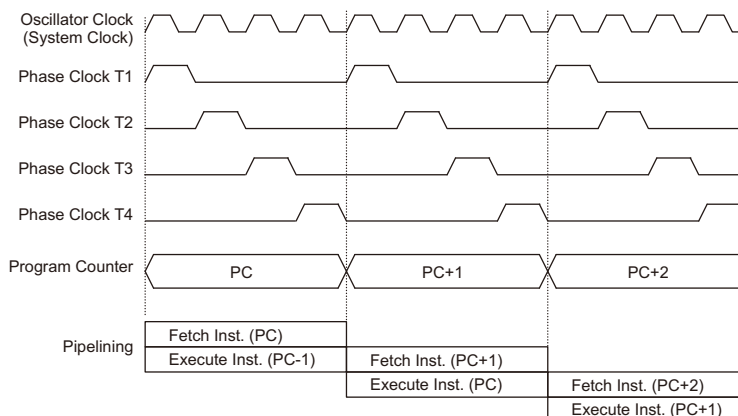 Oscillator Clock
(System Clock)
Phase Clock T1
Phase Clock T2
Phase Clock T3
Phase Clock T4
Program Counter
PC
PC+1
PC+2
Pipelining
Fetch Inst. (PC)
Execute Inst. (PC-1)
Fetch Inst. (PC+1)
Execute Inst. (PC)
Fetch Inst. (PC+2)
Execute Inst. (PC+1)